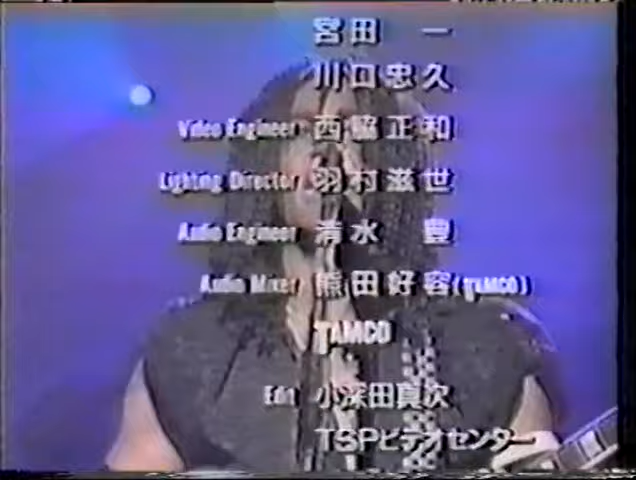 宮田 一
川口忠久
Video Engineer 西脇正和
Lighting Director 羽村滋世
Audio Engineer 清水 豊
Audio Mixer 熊田好容(TAMCO)
TAMCO
Edit 小深田真次
TSPビデオセンター